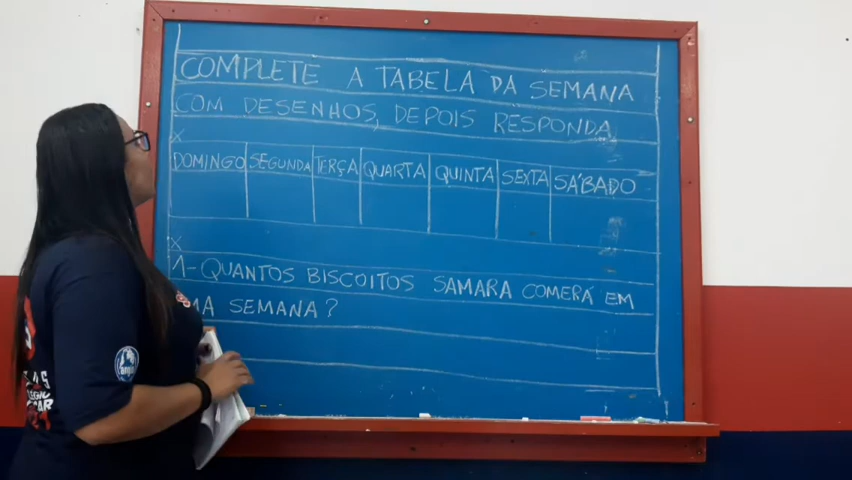 COMPLETE A TABELA DA SEMANA
COM DESENHOS, DEPOIS RESPONDA
X
DOMINGO SEGUNDA TERÇA QUARTA QUINTA SEXTA SÁBADO
X
1- QUANTOS BISCOITOS SAMARA COMERÁ EM
MA SEMANA?